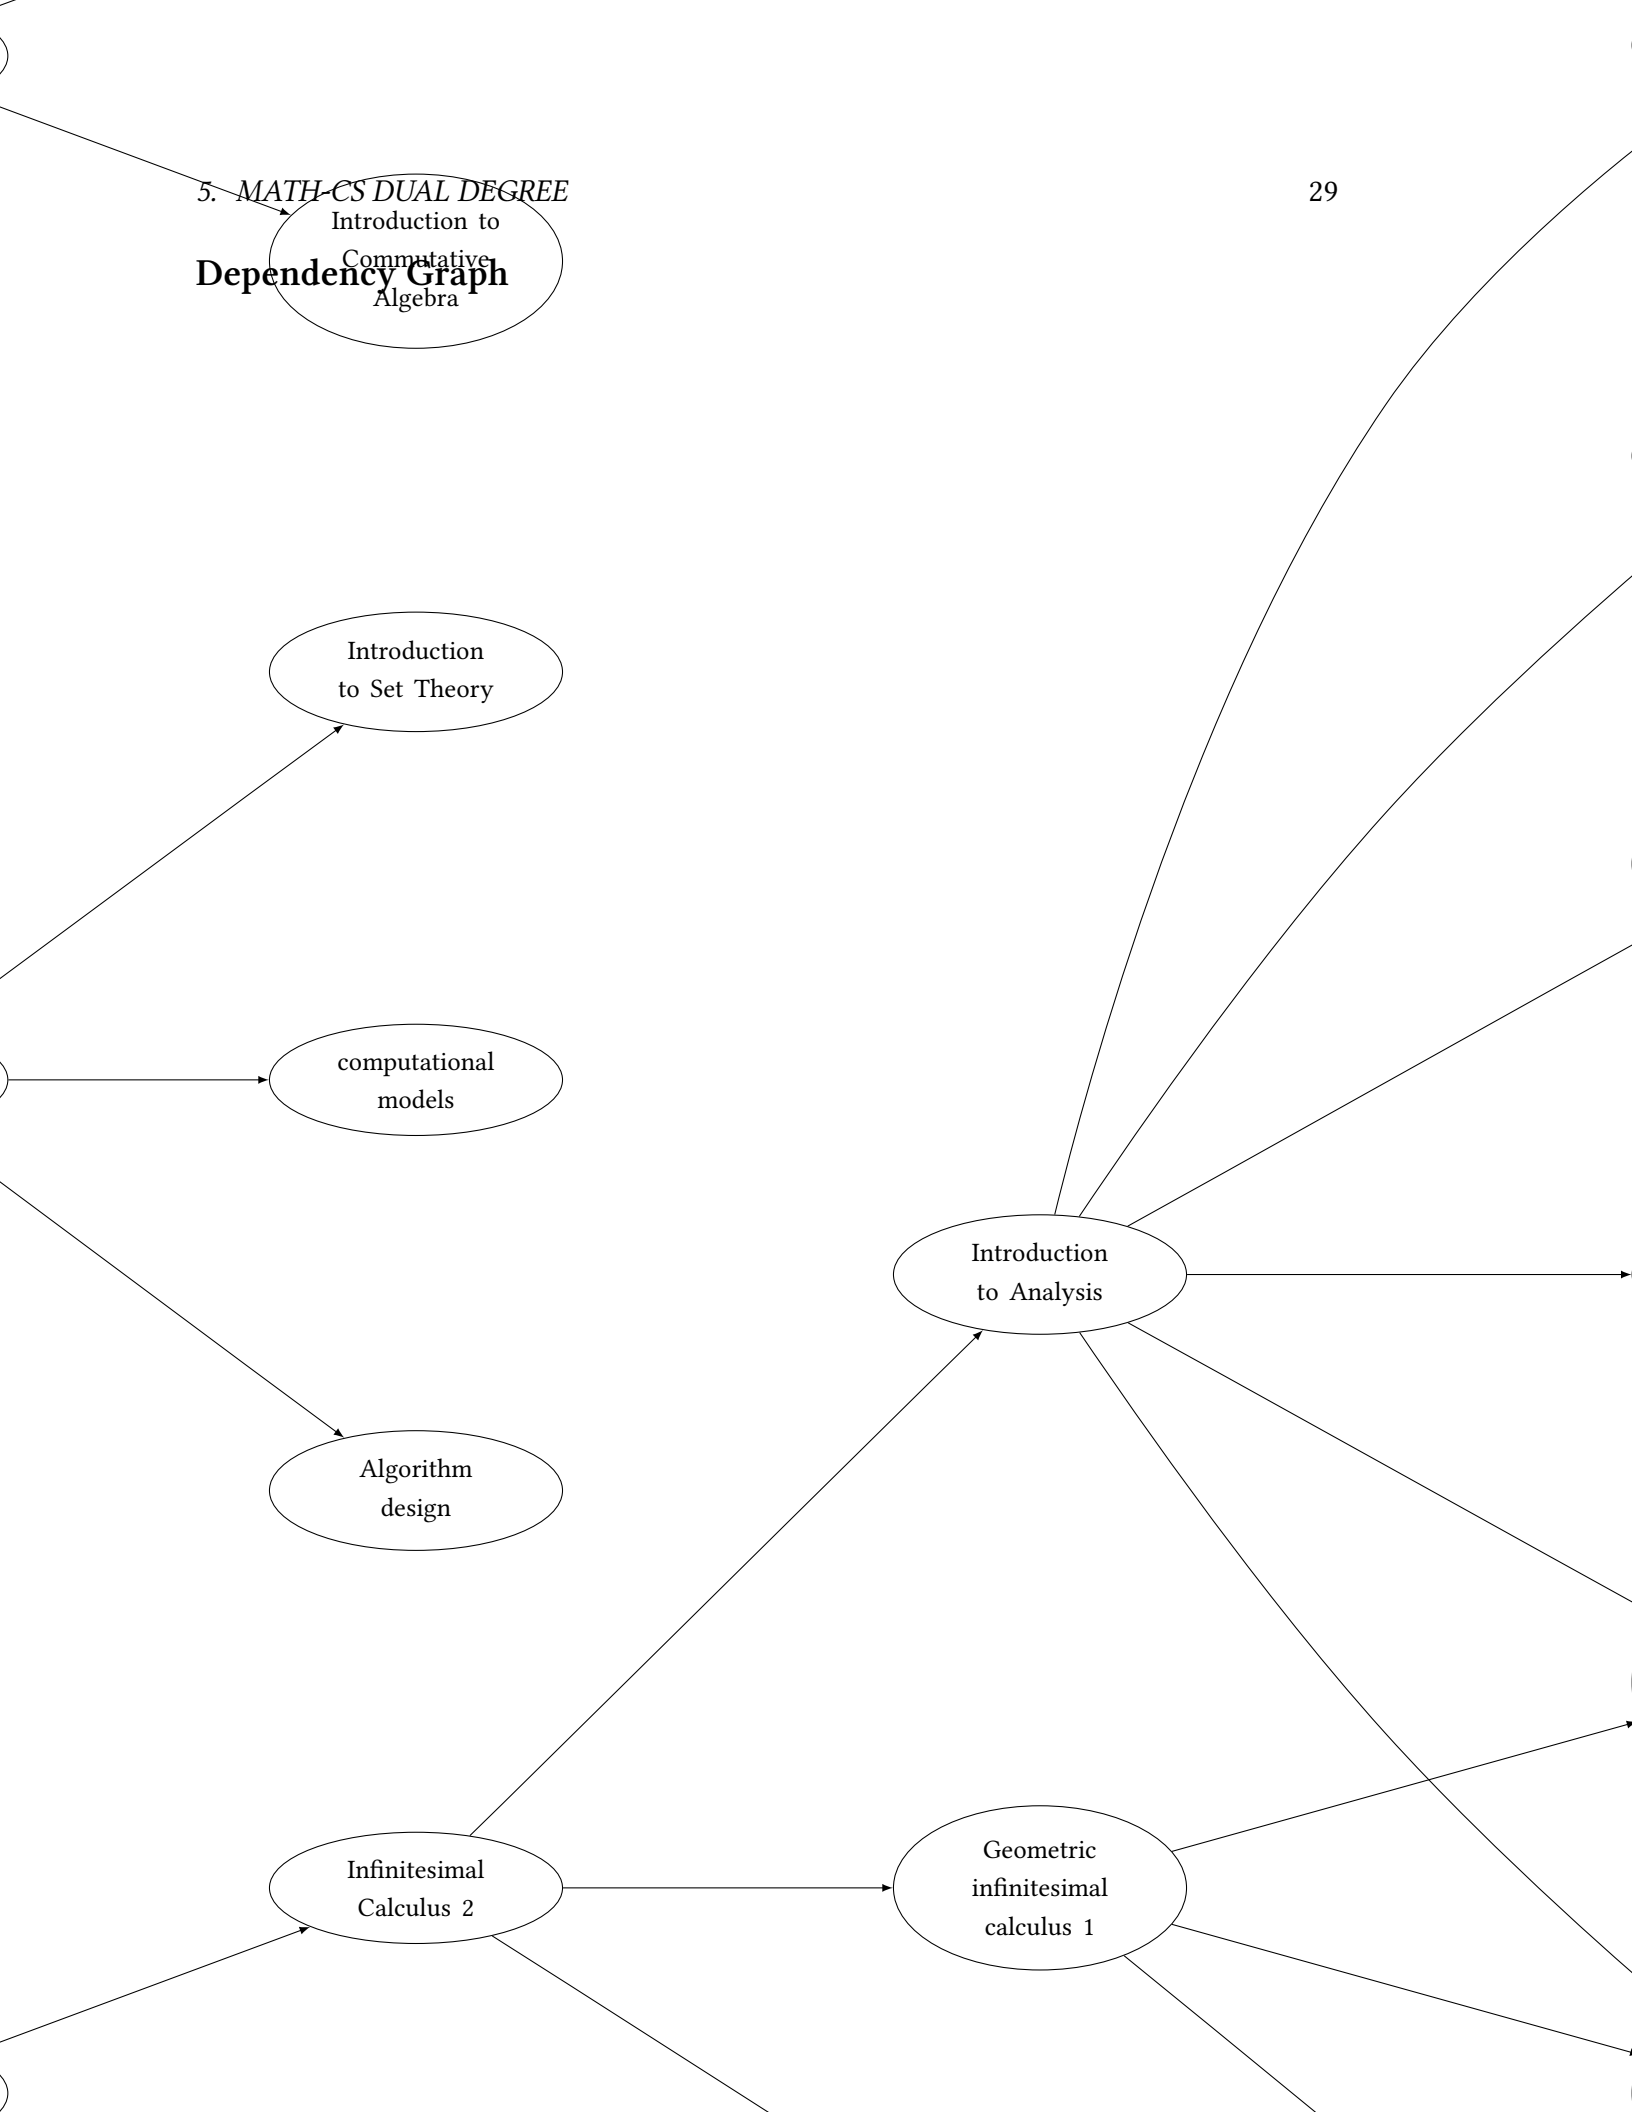 5. MATH-CS DUAL DEGREE 29
Introduction to
Commutative
Algebra
Dependency Graph
Introduction
to Set Theory
computational
models
Introduction
to Analysis
Algorithm
design
Infinitesimal
Calculus 2
Geometric
infinitesimal
calculus 1